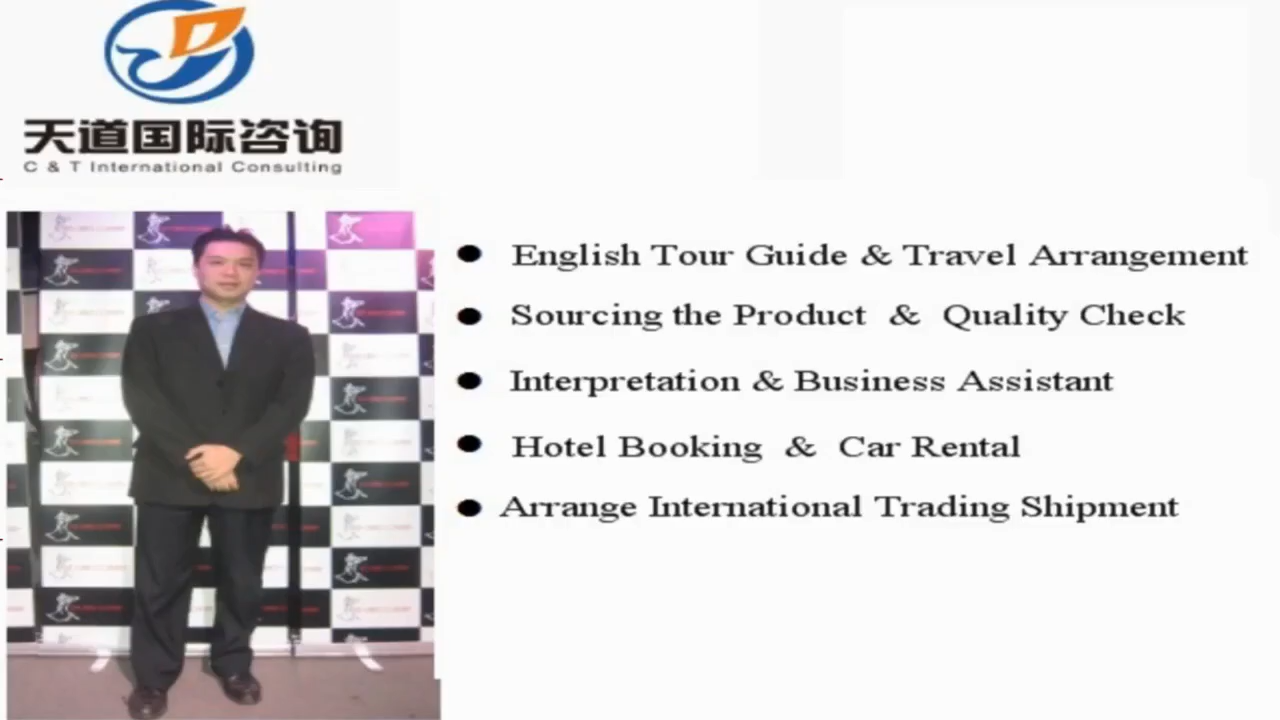 天道国际咨询
C & T International Consulting
● English Tour Guide & Travel Arrangement
● Sourcing the Product & Quality Check
● Interpretation & Business Assistant
● Hotel Booking & Car Rental
● Arrange International Trading Shipment